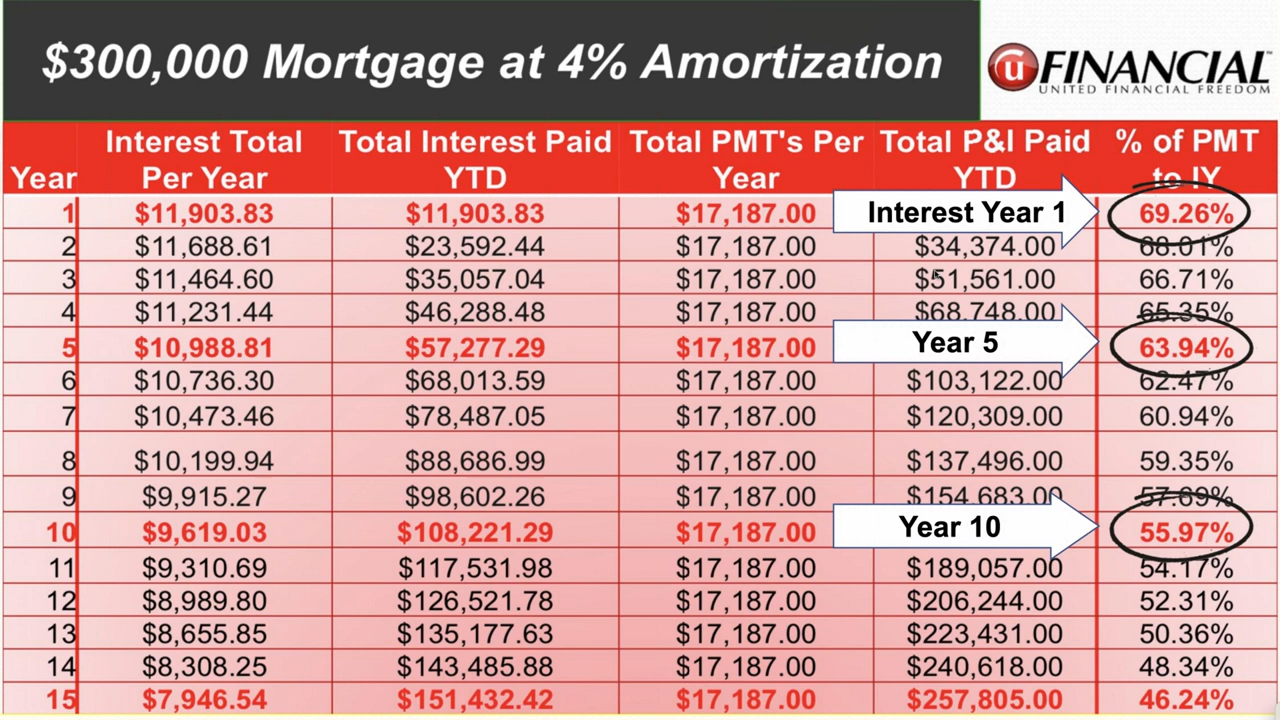 $300,000 Mortgage at 4% Amortization
u FINANCIAL
UNITED FINANCIAL FREEDOM
Year Interest Total Per Year Total Interest Paid YTD Total PMT's Per Year Total P&I Paid YTD % of PMT to IY
1 $11,903.83 $11,903.83 $17,187.00 Interest Year 1 69.26%
2 $11,688.61 $23,592.44 $17,187.00 $34,374.00 68.01%
3 $11,464.60 $35,057.04 $17,187.00 $51,561.00 66.71%
4 $11,231.44 $46,288.48 $17,187.00 $68,748.00 65.35%
5 $10,988.81 $57,277.29 $17,187.00 Year 5 63.94%
6 $10,736.30 $68,013.59 $17,187.00 $103,122.00 62.47%
7 $10,473.46 $78,487.05 $17,187.00 $120,309.00 60.94%
8 $10,199.94 $88,686.99 $17,187.00 $137,496.00 59.35%
9 $9,915.27 $98,602.26 $17,187.00 $154,683.00 57.69%
10 $9,619.03 $108,221.29 $17,187.00 Year 10 55.97%
11 $9,310.69 $117,531.98 $17,187.00 $189,057.00 54.17%
12 $8,989.80 $126,521.78 $17,187.00 $206,244.00 52.31%
13 $8,655.85 $135,177.63 $17,187.00 $223,431.00 50.36%
14 $8,308.25 $143,485.88 $17,187.00 $240,618.00 48.34%
15 $7,946.54 $151,432.42 $17,187.00 $257,805.00 46.24%